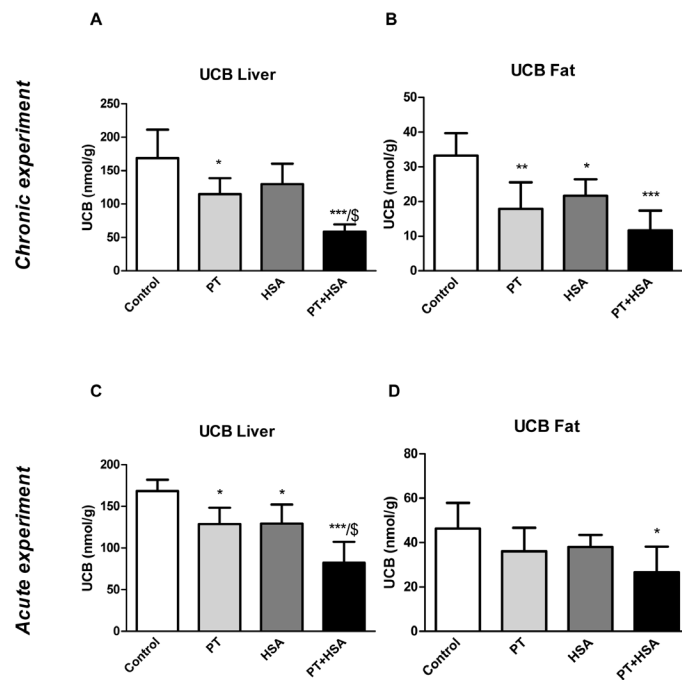 A
B
Chronic experiment
UCB Liver
UCB (nmol/g)
250
200
150
100
50
0
*
***/$
Control
PT
HSA
PT+HSA
UCB Fat
UCB (nmol/g)
50
40
30
20
10
0
**
*
***
Control
PT
HSA
PT+HSA
C
D
Acute experiment
UCB Liver
UCB (nmol/g)
200
150
100
50
0
*
*
***/$
Control
PT
HSA
PT+HSA
UCB Fat
UCB (nmol/g)
80
60
40
20
0
*
Control
PT
HSA
PT+HSA